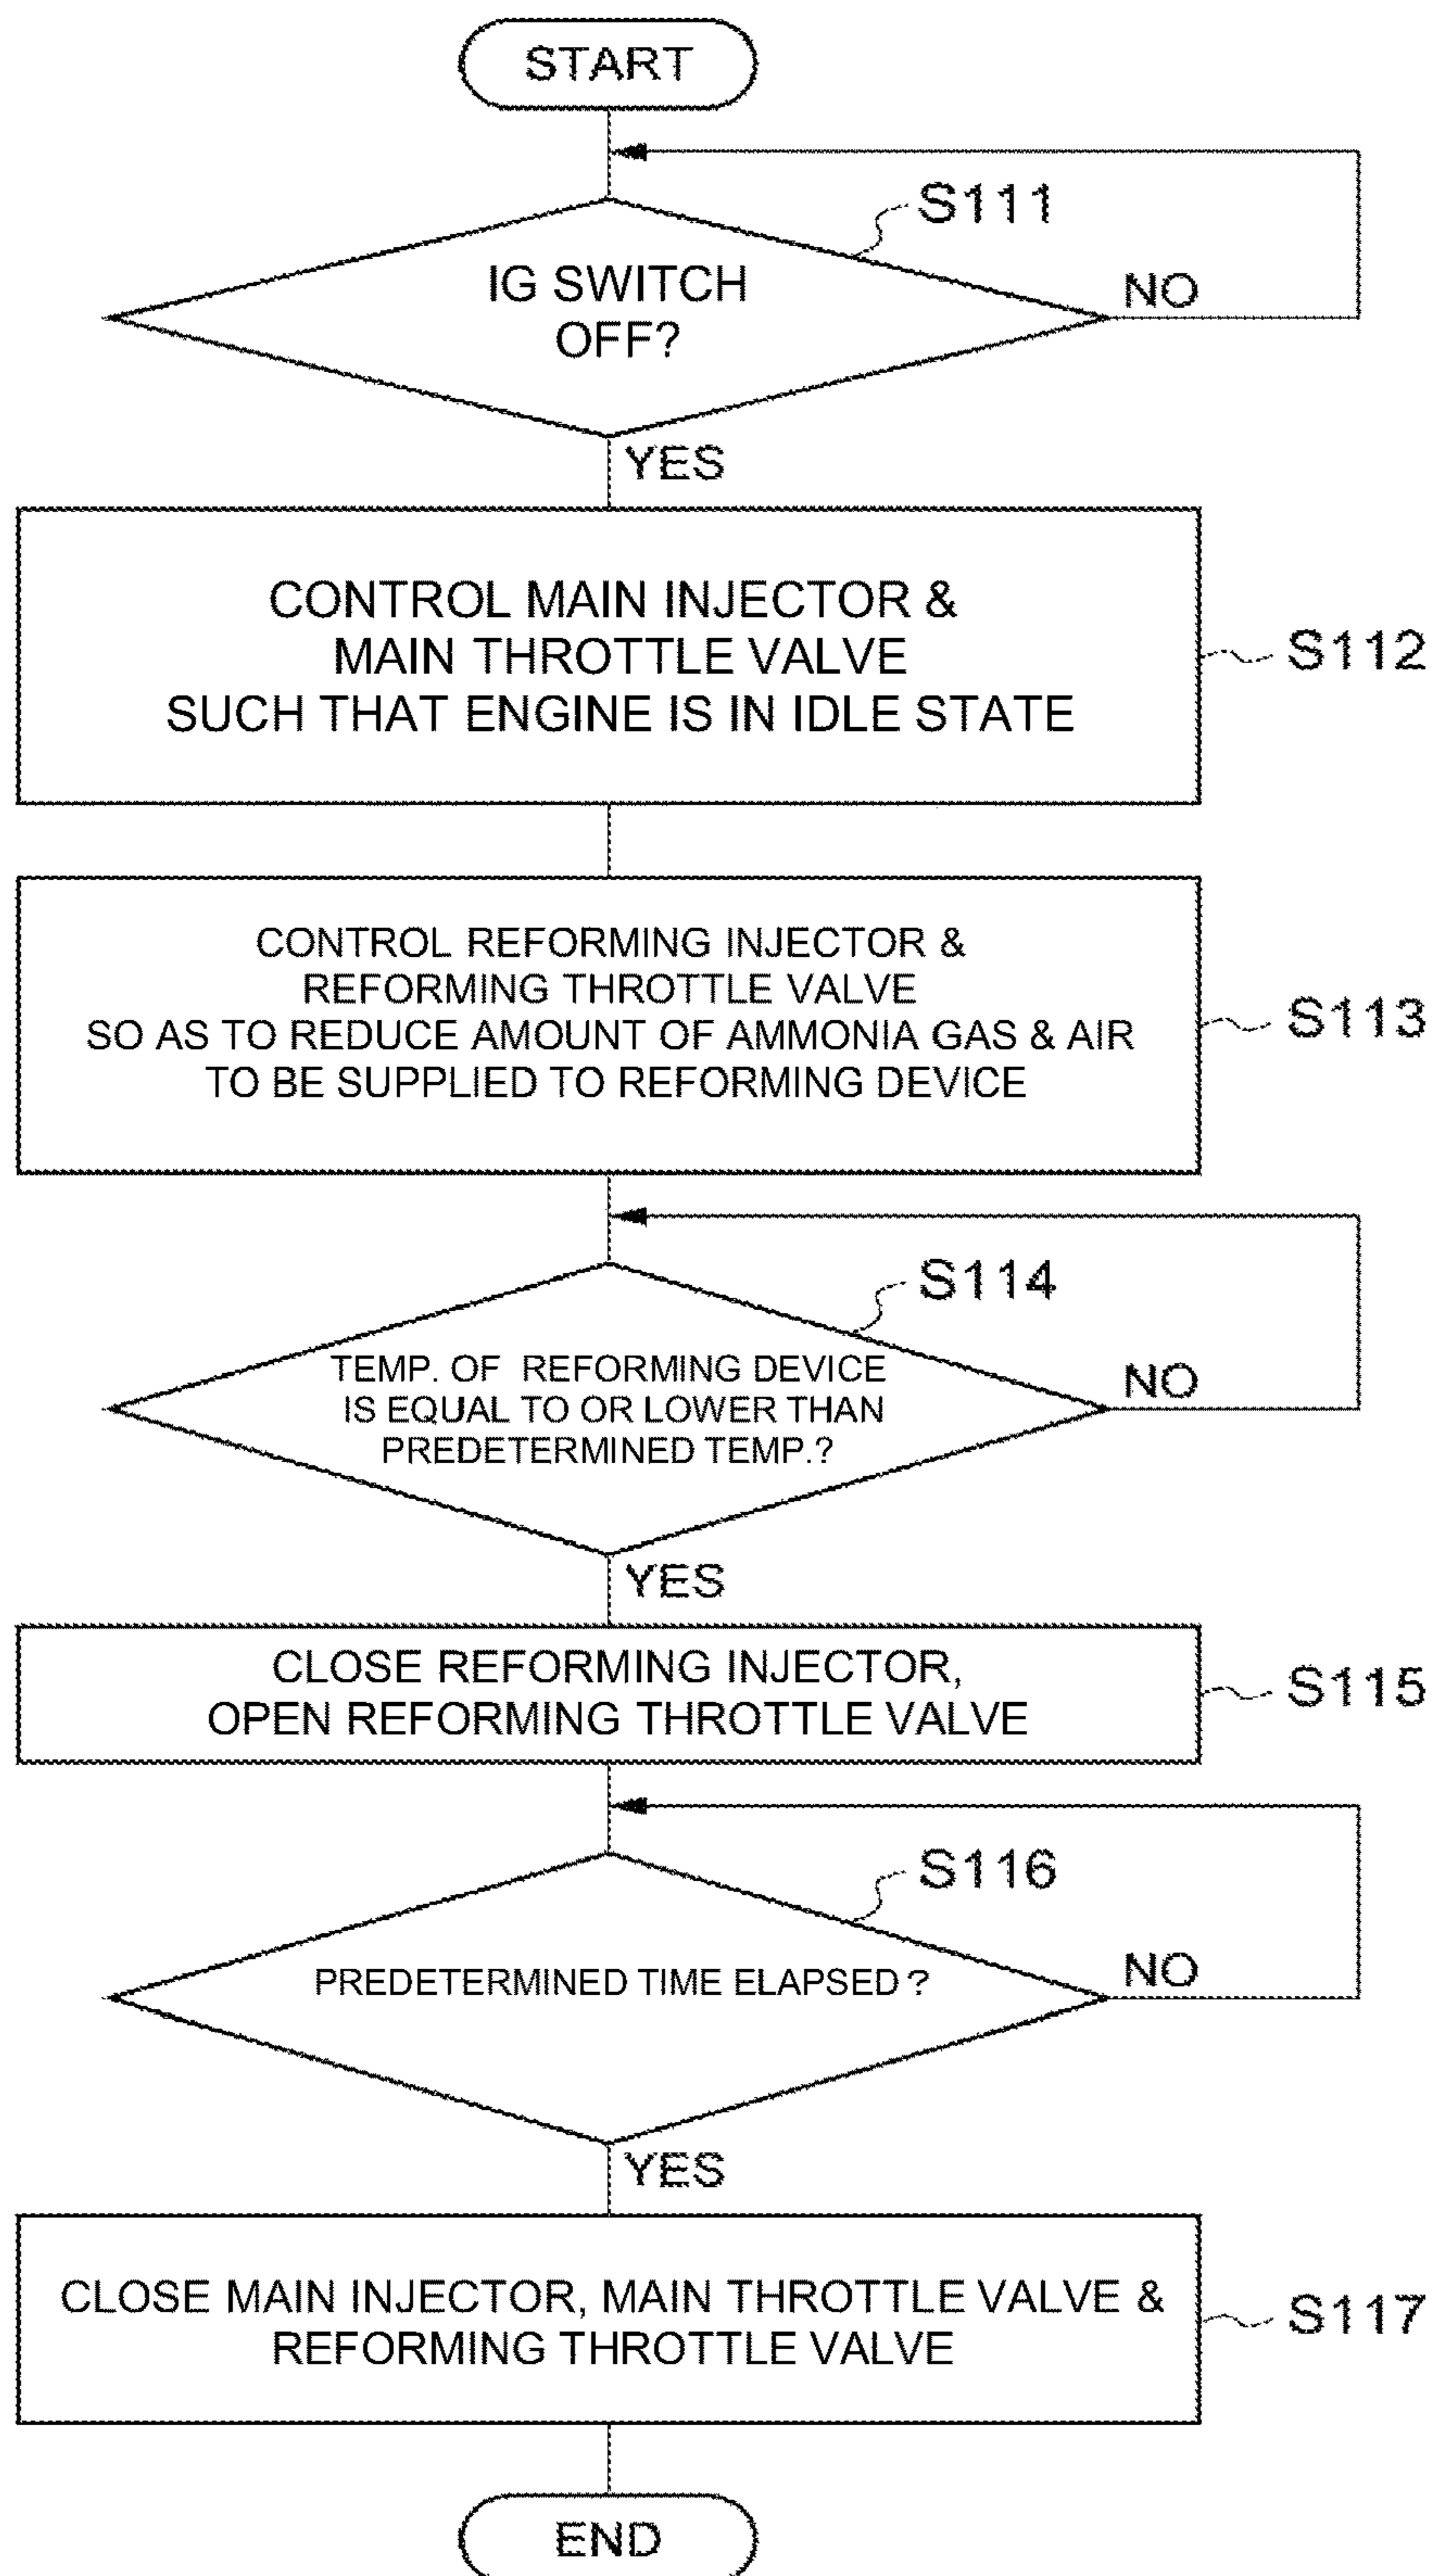 START
S111
IG SWITCH
OFF?
NO
YES
CONTROL MAIN INJECTOR &
MAIN THROTTLE VALVE
SUCH THAT ENGINE IS IN IDLE STATE
S112
CONTROL REFORMING INJECTOR &
REFORMING THROTTLE VALVE
SO AS TO REDUCE AMOUNT OF AMMONIA GAS & AIR
TO BE SUPPLIED TO REFORMING DEVICE
S113
S114
TEMP. OF REFORMING DEVICE
IS EQUAL TO OR LOWER THAN
PREDETERMINED TEMP.?
NO
YES
CLOSE REFORMING INJECTOR,
OPEN REFORMING THROTTLE VALVE
S115
S116
PREDETERMINED TIME ELAPSED?
NO
YES
CLOSE MAIN INJECTOR, MAIN THROTTLE VALVE &
REFORMING THROTTLE VALVE
S117
END